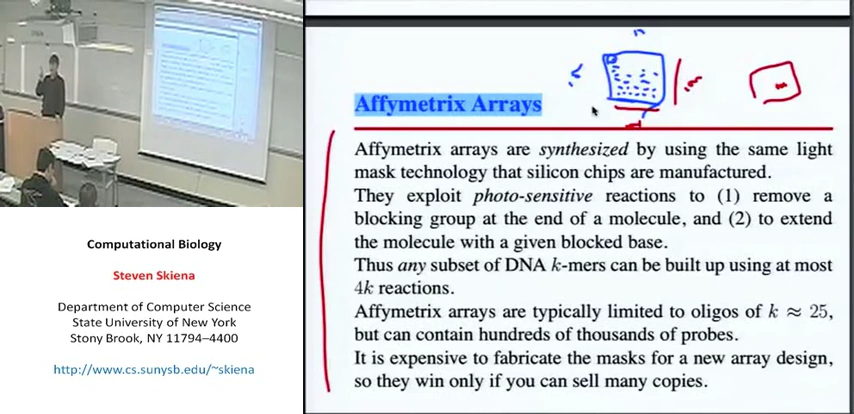 Computational Biology
Steven Skiena
Department of Computer Science
State University of New York
Stony Brook, NY 11794–4400
http://www.cs.sunysb.edu/~skiena
n
m
Affymetrix Arrays
Affymetrix arrays are synthesized by using the same light
mask technology that silicon chips are manufactured.
They exploit photo-sensitive reactions to (1) remove a
blocking group at the end of a molecule, and (2) to extend
the molecule with a given blocked base.
Thus any subset of DNA k-mers can be built up using at most
4k reactions.
Affymetrix arrays are typically limited to oligos of k ≈ 25,
but can contain hundreds of thousands of probes.
It is expensive to fabricate the masks for a new array design,
so they win only if you can sell many copies.